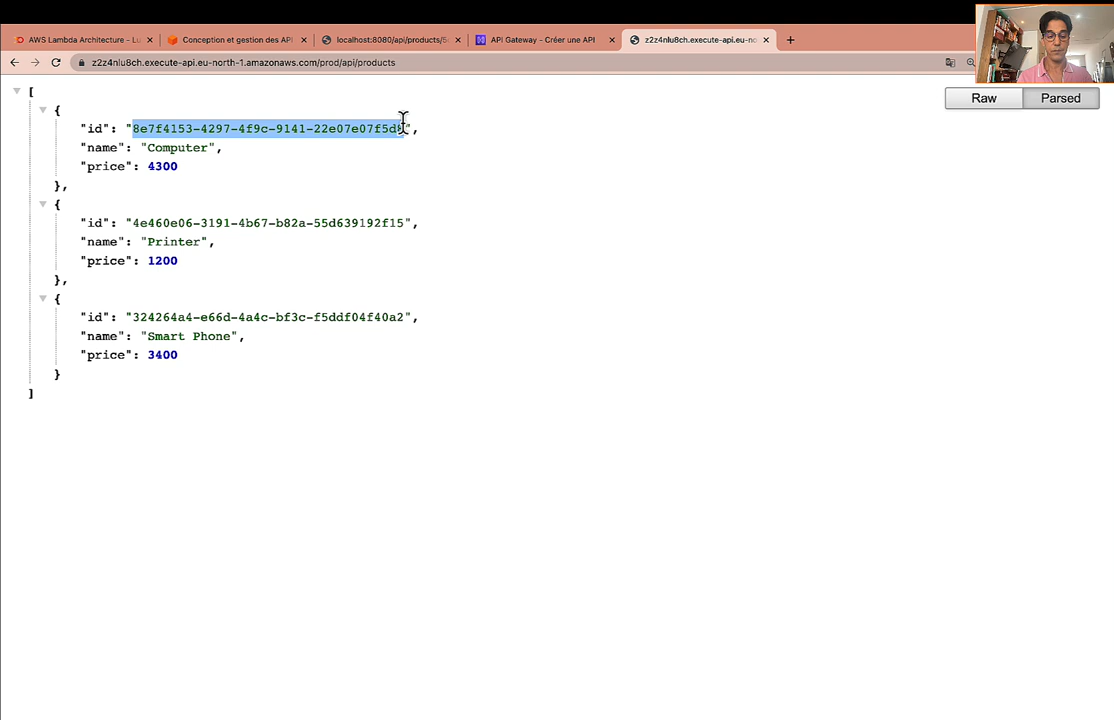 AWS Lambda Architecture - Lu
Conception et gestion des API
localhost:8080/api/products/5
API Gateway - Créer une API
z2z4nlu8ch.execute-api.eu-no
z2z4nlu8ch.execute-api.eu-north-1.amazonaws.com/prod/api/products
Raw
Parsed
[
{
"id": "8e7f4153-4297-4f9c-9141-22e07e07f5d",
"name": "Computer",
"price": 4300
},
{
"id": "4e460e06-3191-4b67-b82a-55d639192f15",
"name": "Printer",
"price": 1200
},
{
"id": "324264a4-e66d-4a4c-bf3c-f5ddf04f40a2",
"name": "Smart Phone",
"price": 3400
}
]